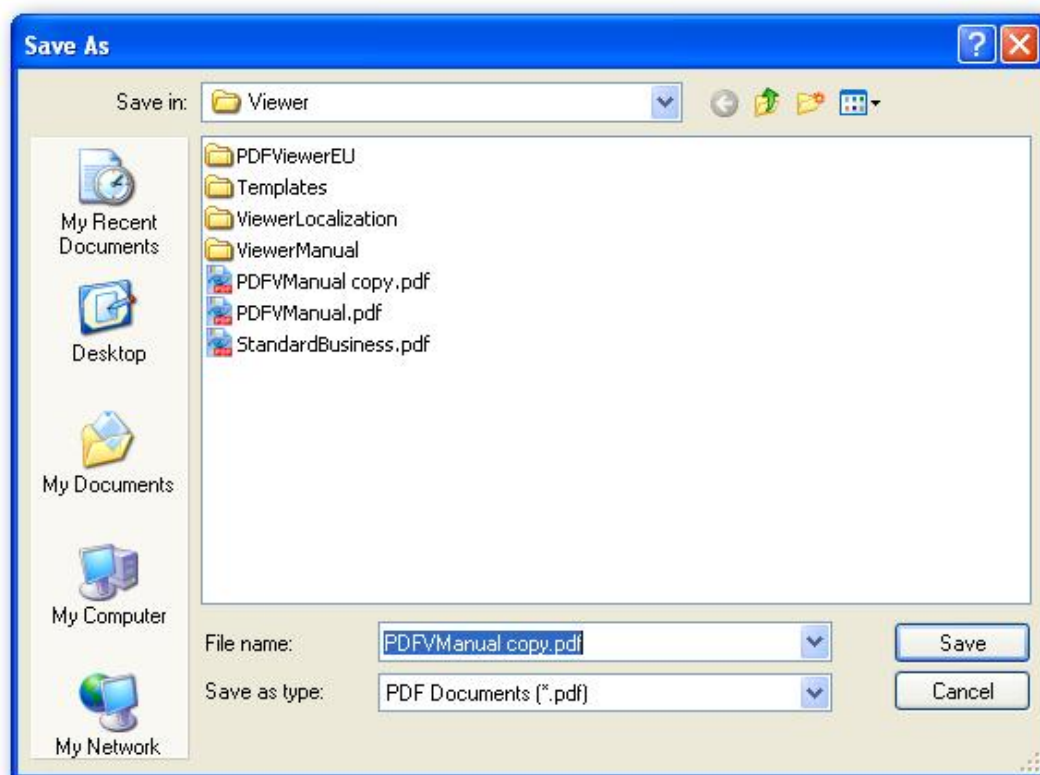 Save As
Save in:
Viewer
My Recent
Documents
Desktop
My Documents
My Computer
My Network
PDFViewerEU
Templates
ViewerLocalization
ViewerManual
PDFVManual copy.pdf
PDFVManual.pdf
StandardBusiness.pdf
File name:
PDFVManual copy.pdf
Save
Save as type:
PDF Documents (*.pdf)
Cancel